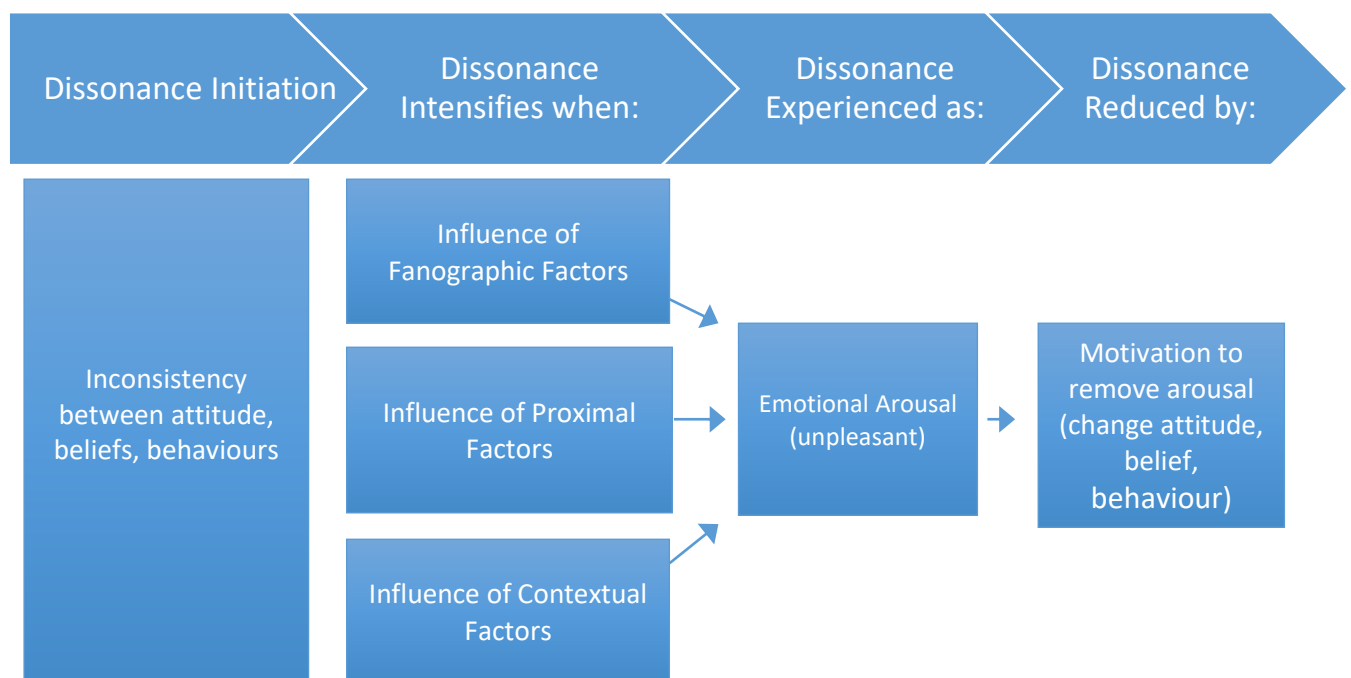 Dissonance Initiation
Dissonance
Intensifies when:
Dissonance
Experienced as:
Dissonance
Reduced by:
Inconsistency
between attitude,
beliefs, behaviours
Influence of
Fanographic Factors
Influence of Proximal
Factors
Influence of Contextual
Factors
Emotional Arousal
(unpleasant)
Motivation to
remove arousal
(change attitude,
belief,
behaviour)